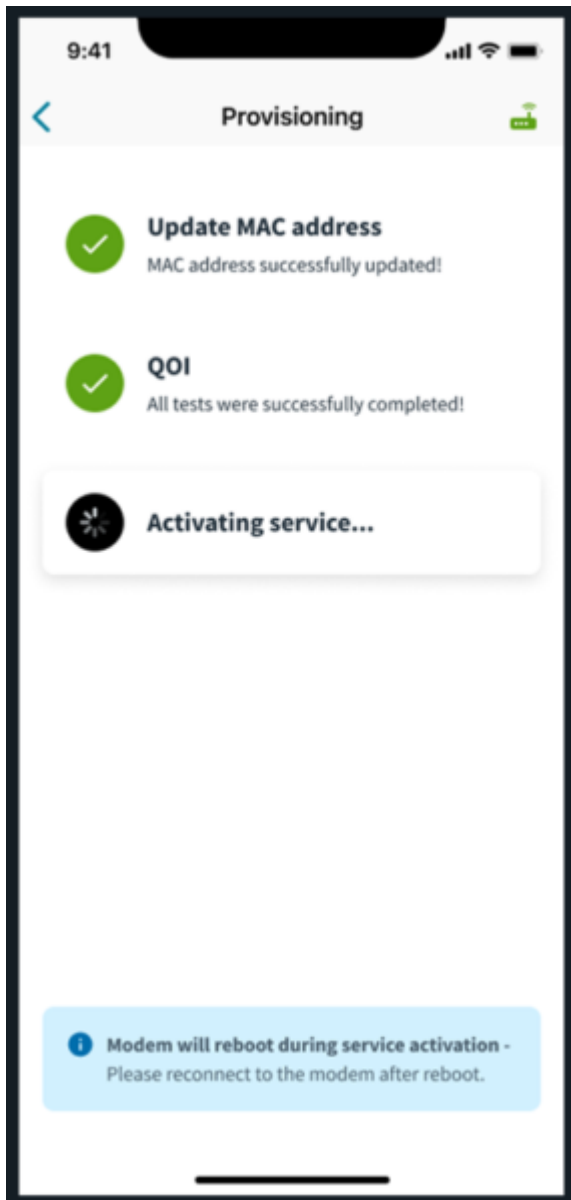 9:41
Provisioning
Update MAC address
MAC address successfully updated!
QOI
All tests were successfully completed!
Activating service...
Modem will reboot during service activation -
Please reconnect to the modem after reboot.